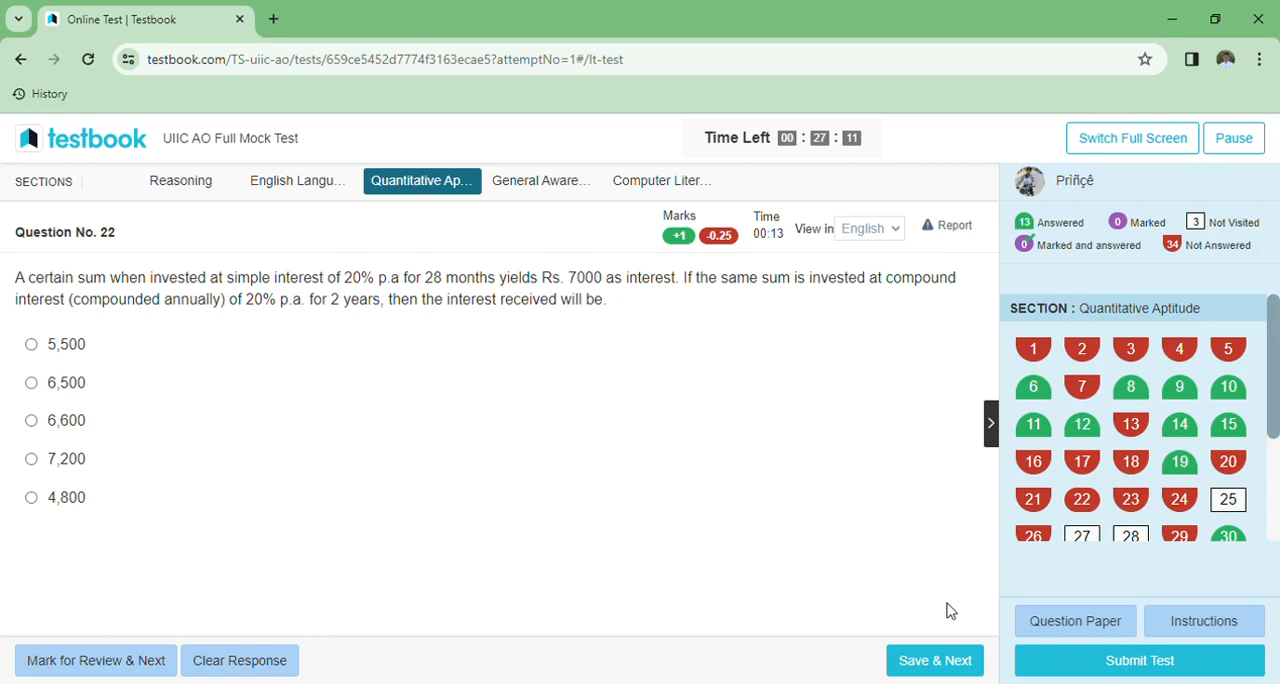 Online Test | Testbook
testbook.com/TS-uiic-ao/tests/659ce5452d7774f3163ecae5?attemptNo=1#/lt-test
History
testbook UIIC AO Full Mock Test Time Left 00 : 27 : 11 Switch Full Screen Pause
SECTIONS Reasoning English Langu... Quantitative Ap... General Aware... Computer Liter... Prîñçê
Question No. 22 Marks +1 -0.25 Time 00:13 View in English Report
13 Answered 0 Marked 3 Not Visited
0 Marked and answered 34 Not Answered
A certain sum when invested at simple interest of 20% p.a for 28 months yields Rs. 7000 as interest. If the same sum is invested at compound
interest (compounded annually) of 20% p.a. for 2 years, then the interest received will be.
5,500
6,500
6,600
7,200
4,800
SECTION : Quantitative Aptitude
1 2 3 4 5
6 7 8 9 10
11 12 13 14 15
16 17 18 19 20
21 22 23 24 25
26 27 28 29 30
Question Paper Instructions
Mark for Review & Next Clear Response Save & Next Submit Test